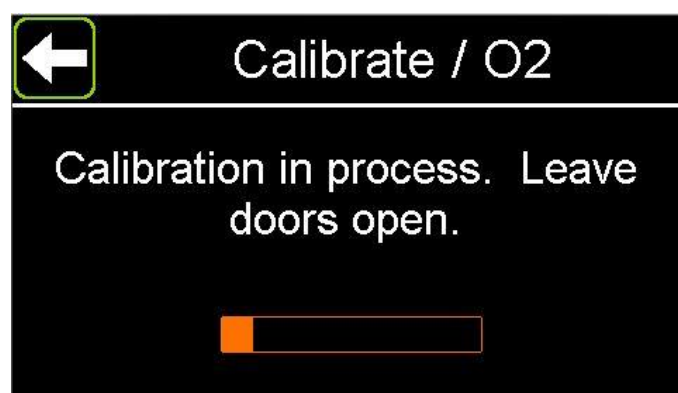 Calibrate / O2
Calibration in process.  Leave
doors open.